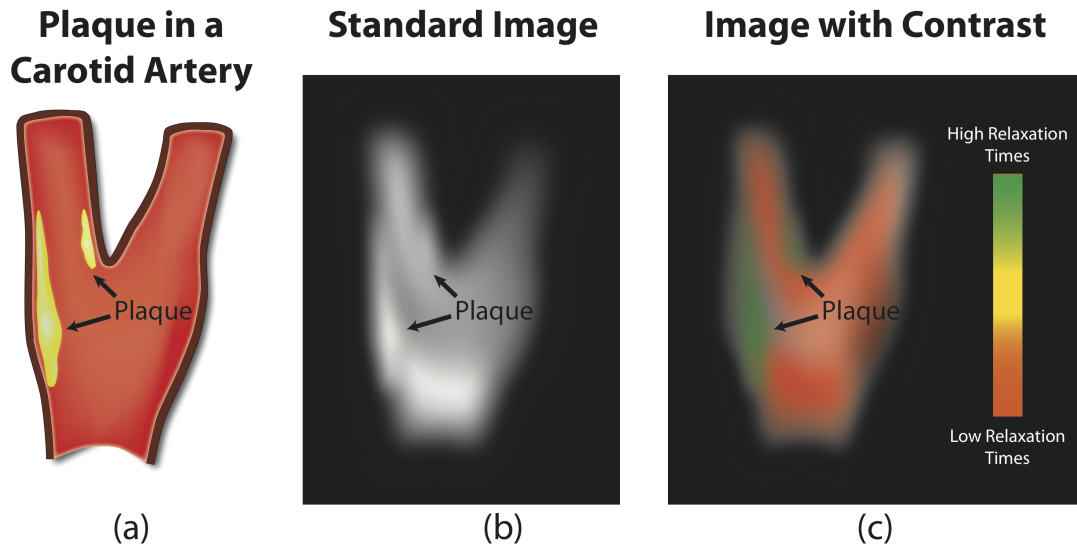 Plaque in a
Carotid Artery
Standard Image
Image with Contrast
Plaque
Plaque
Plaque
High Relaxation
Times
Low Relaxation
Times
(a)
(b)
(c)